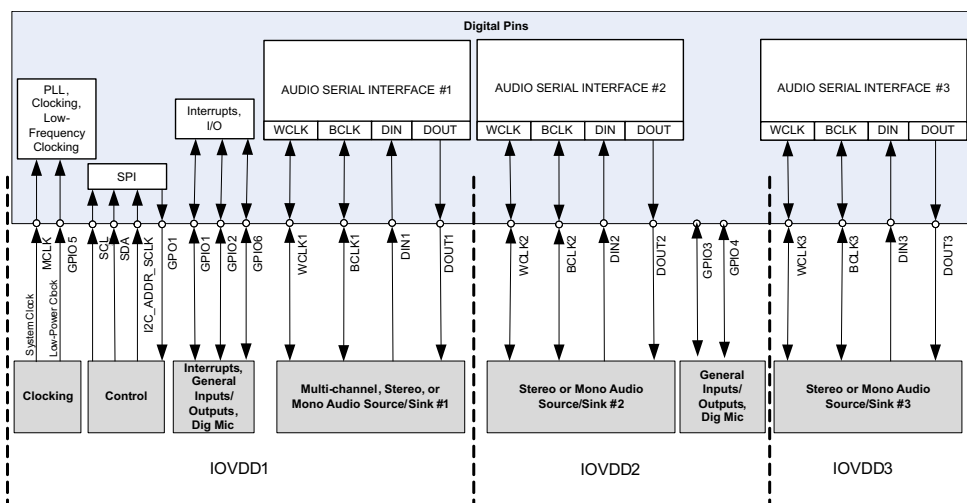 Digital Pins
PLL,
Clocking,
Low-
Frequency
Clocking
SPI
Interrupts,
I/O
AUDIO SERIAL INTERFACE #1
WCLK BCLK DIN DOUT
AUDIO SERIAL INTERFACE #2
WCLK BCLK DIN DOUT
AUDIO SERIAL INTERFACE #3
WCLK BCLK DIN DOUT
MCLK
GPIO5
SCL
SDA
I2C_ADDR_SCLK
GPO1
GPIO1
GPIO2
GPIO6
WCLK1
BCLK1
DIN1
DOUT1
WCLK2
BCLK2
DIN2
DOUT2
GPIO3
GPIO4
WCLK3
BCLK3
DIN3
DOUT3
System Clock
Low-Power Clock
Clocking
Control
Interrupts,
General
Inputs/
Outputs,
Dig Mic
Multi-channel, Stereo, or
Mono Audio Source/Sink #1
Stereo or Mono Audio
Source/Sink #2
General
Inputs/
Outputs,
Dig Mic
Stereo or Mono Audio
Source/Sink #3
IOVDD1
IOVDD2
IOVDD3